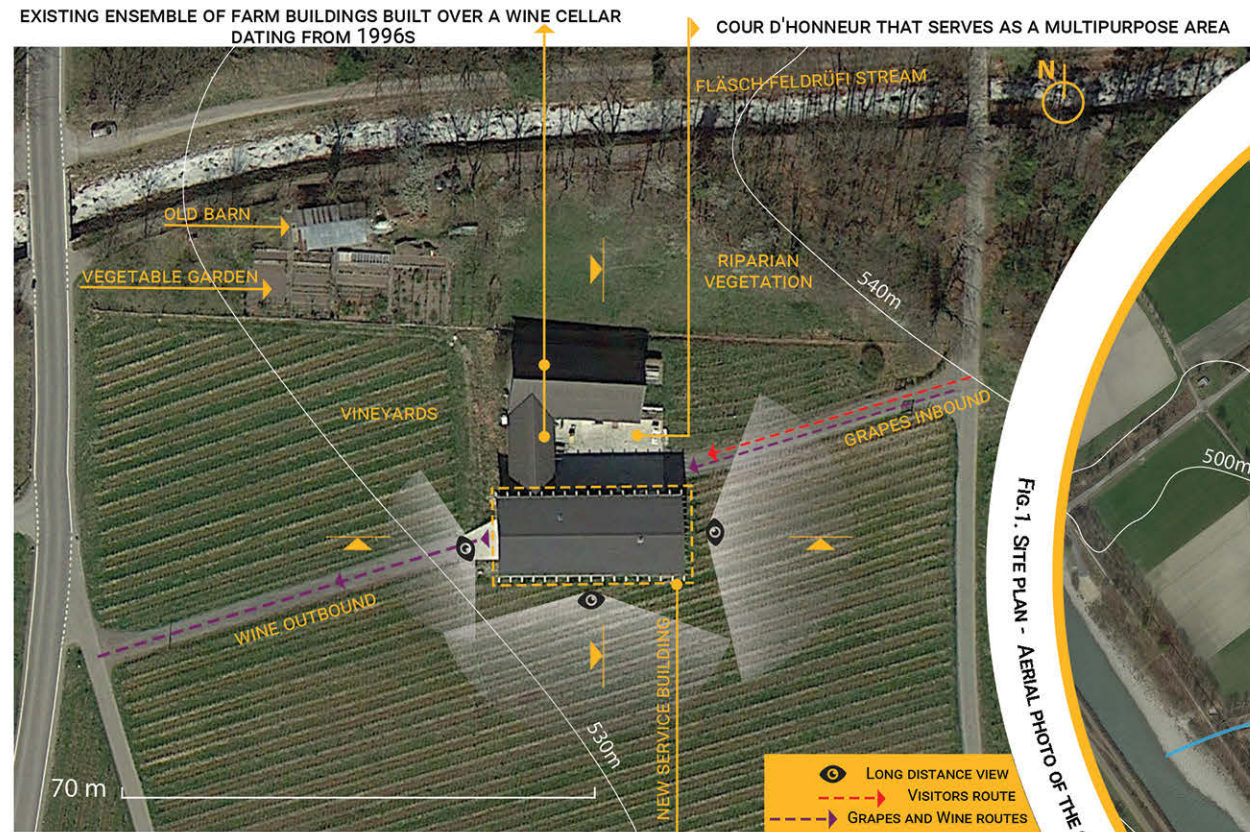 EXISTING ENSEMBLE OF FARM BUILDINGS BUILT OVER A WINE CELLAR
DATING FROM 1996S
COUR D'HONNEUR THAT SERVES AS A MULTIPURPOSE AREA
FLÄSCH-FELDRÜFI STREAM
N
OLD BARN
VEGETABLE GARDEN
RIPARIAN
VEGETATION
540m
VINEYARDS
GRAPES INBOUND
500m
WINE OUTBOUND
NEW SERVICE BUILDING
530m
70 m
FIG.1. SITE PLAN - AERIAL PHOTO OF THE
LONG DISTANCE VIEW
VISITORS ROUTE
GRAPES AND WINE ROUTES